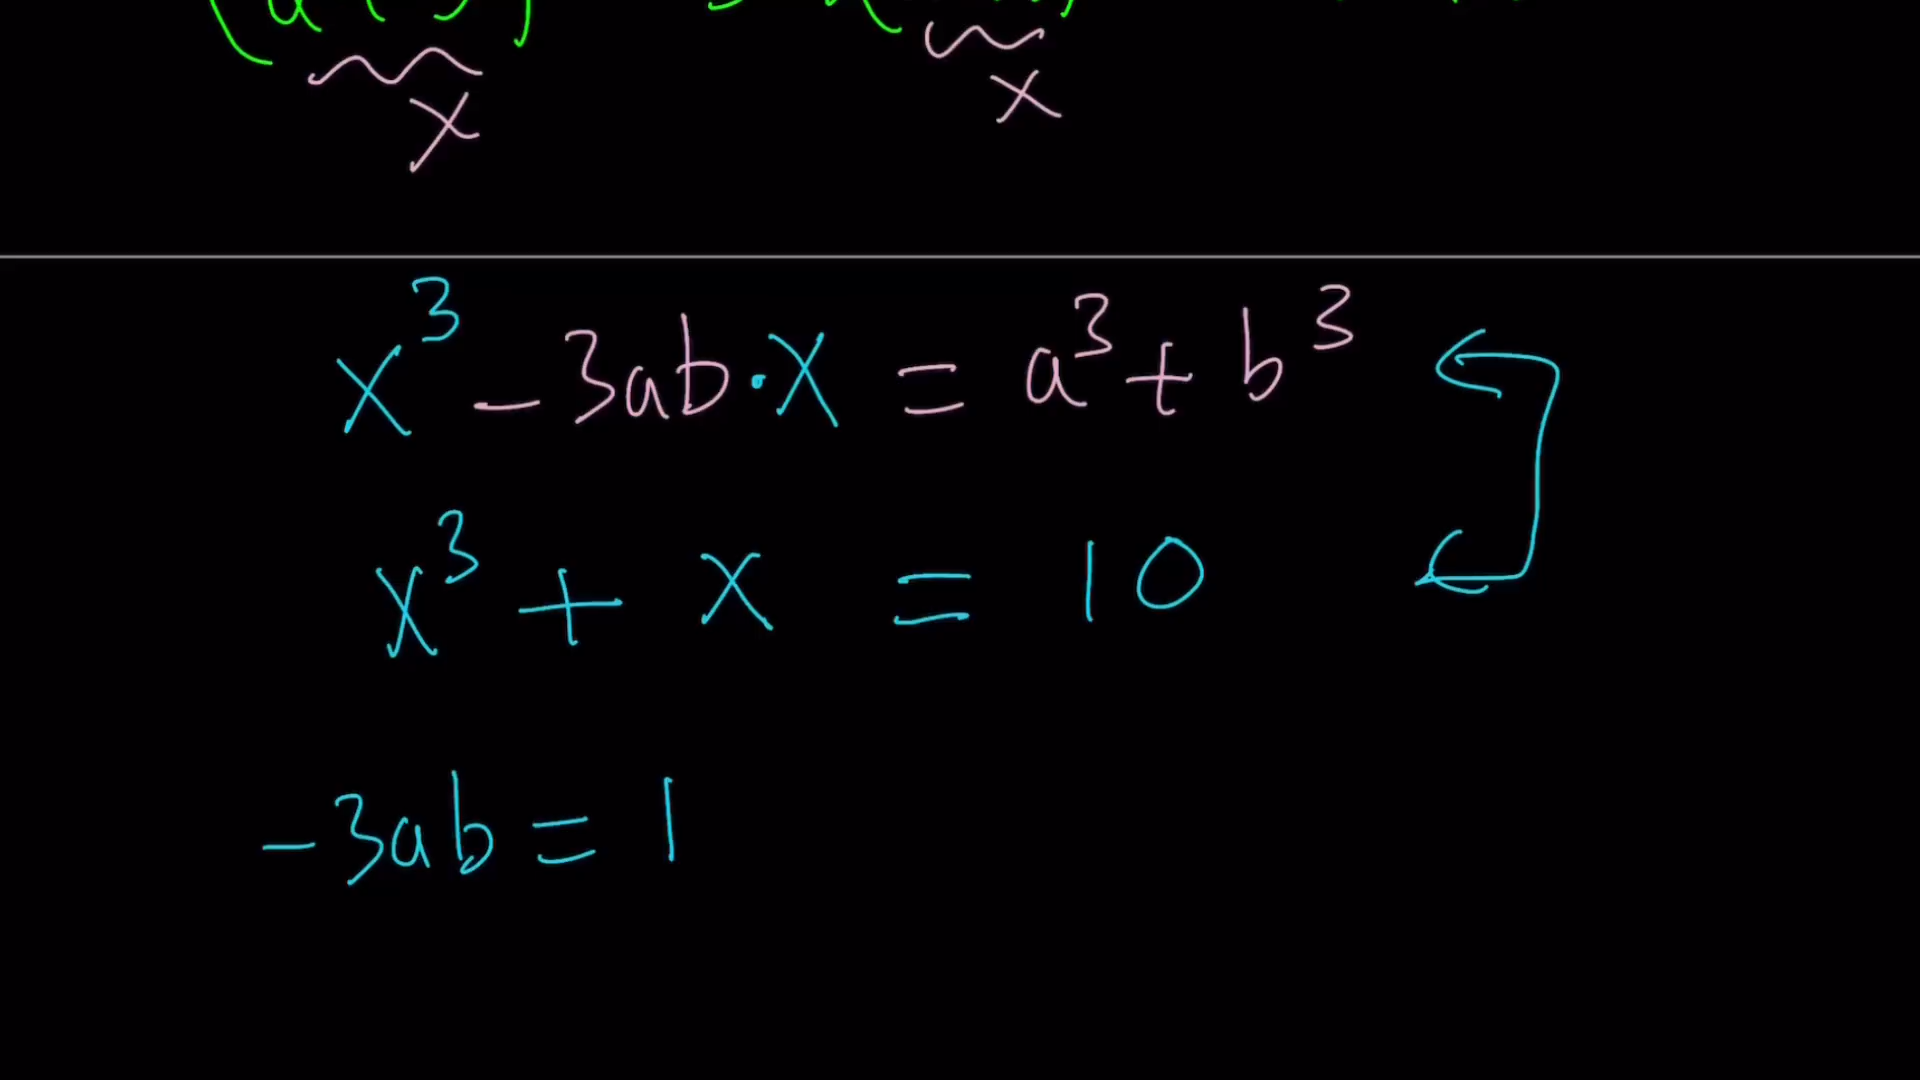 x x
x³ - 3ab·x = a³ + b³
x³ + x = 10
-3ab = 1